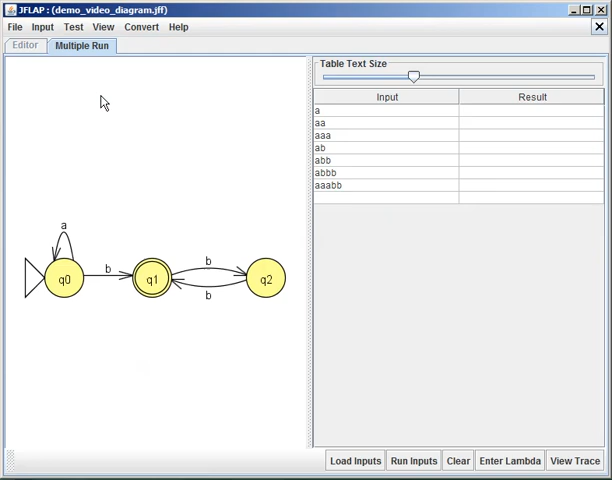 JFLAP : (demo_video_diagram.jff)
File Input Test View Convert Help
Editor Multiple Run
Table Text Size
Input Result
a
aa
aaa
ab
abb
abbb
aaabb
a
b
b
q0 q1 q2
b
Load Inputs Run Inputs Clear Enter Lambda View Trace